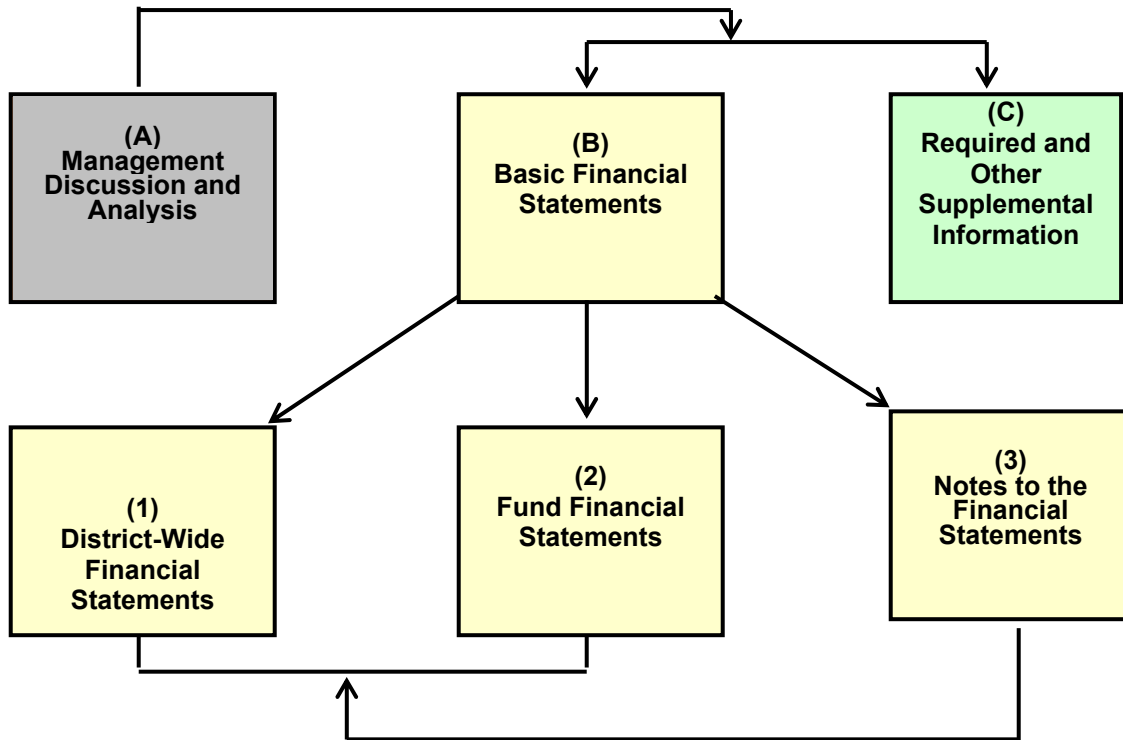 (A)
Management
Discussion and
Analysis
(B)
Basic Financial
Statements
(C)
Required and
Other
Supplemental
Information
(1)
District-Wide
Financial
Statements
(2)
Fund Financial
Statements
(3)
Notes to the
Financial
Statements